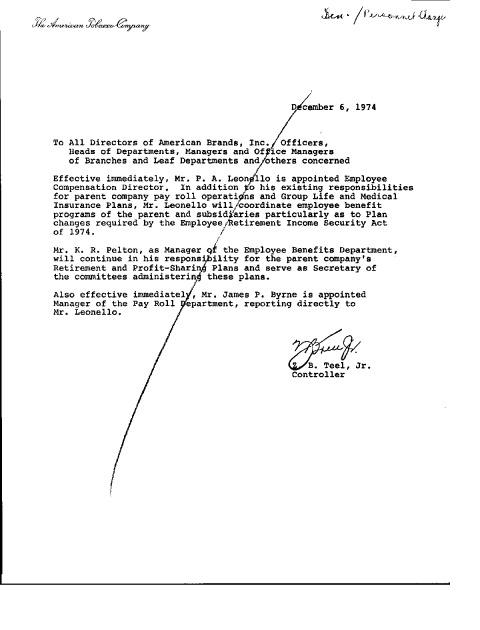 The American Tobacco Company
Gen. / Personnel
December 6, 1974
To All Directors of American Brands, Inc., Officers,
Heads of Departments, Managers and Office Managers
of Branches and Leaf Departments and others concerned
Effective immediately, Mr. P. A. Leonello is appointed Employee
Compensation Director. In addition to his existing responsibilities
for parent company pay roll operations and Group Life and Medical
Insurance Plans, Mr. Leonello will coordinate employee benefit
programs of the parent and subsidiaries particularly as to Plan
changes required by the Employee Retirement Income Security Act
of 1974.
Mr. K. R. Pelton, as Manager of the Employee Benefits Department,
will continue in his responsibility for the parent company's
Retirement and Profit-Sharing Plans and serve as Secretary of
the committees administering these plans.
Also effective immediately, Mr. James P. Byrne is appointed
Manager of the Pay Roll Department, reporting directly to
Mr. Leonello.
B. Teel, Jr.
Controller